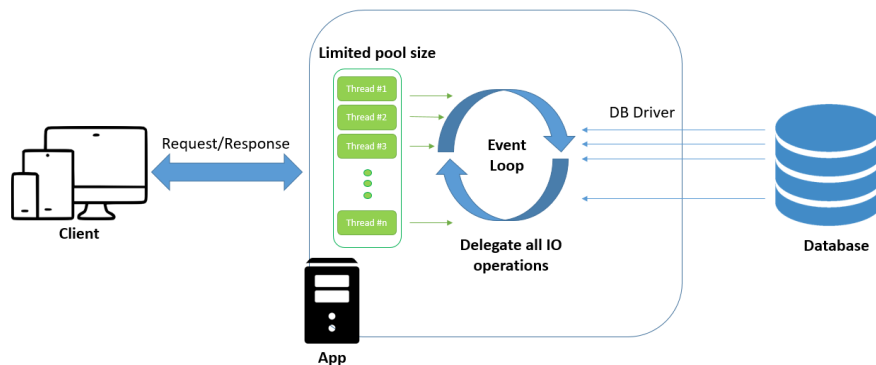 Limited pool size
Thread #1
Thread #2
Thread #3
Thread #n
Request/Response
Client
Event
Loop
Delegate all IO
operations
DB Driver
Database
App